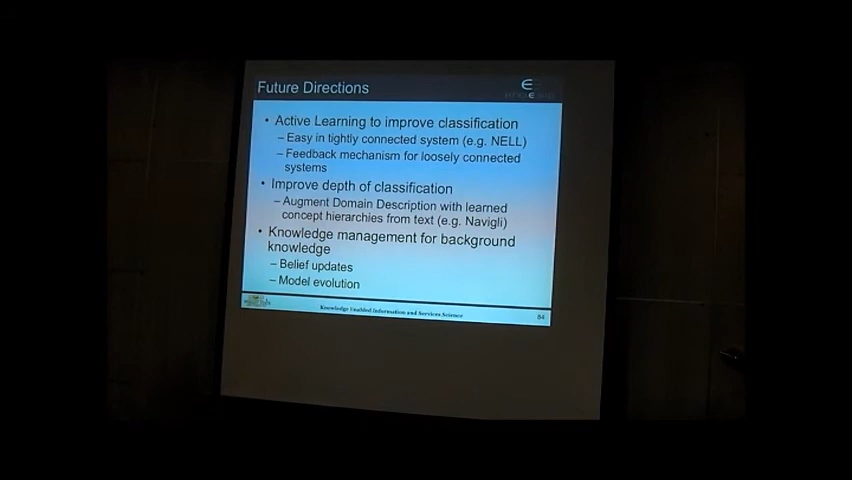 Future Directions
• Active Learning to improve classification
– Easy in tightly connected system (e.g. NELL)
– Feedback mechanism for loosely connected
systems
• Improve depth of classification
– Augment Domain Description with learned
concept hierarchies from text (e.g. Navigli)
• Knowledge management for background
knowledge
– Belief updates
– Model evolution
Knowledge Enabled Information and Services Science
84